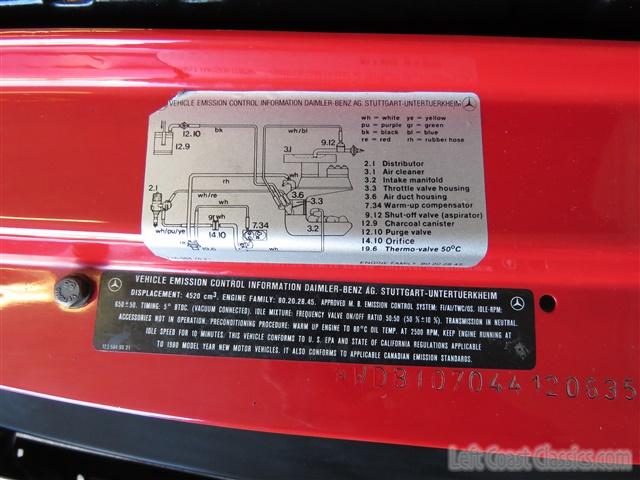 VEHICLE EMISSION CONTROL INFORMATION DAIMLER-BENZ AG. STUTTGART-UNTERTUERKHEIM
wh = white ye = yellow
pu = purple gr = green
bk = black bl = blue
re = red rh = rubber hose
12.10
12.9
bk
wh/bl
9.12
3.1
rh
wh
wh/re
2.1
3.6
3.3
3.2
gr wh
7.34
wh/pu/ye
14.10
wh
19.6
2.1 Distributor
3.1 Air cleaner
3.2 Intake manifold
3.3 Throttle valve housing
3.6 Air duct housing
7.34 Warm-up compensator
9.12 Shut-off valve (aspirator)
12.9 Charcoal canister
12.10 Purge valve
14.10 Orifice
19.6 Thermo-valve 50°C
ENGINE FAMILY: 80.20.28.45
VEHICLE EMISSION CONTROL INFORMATION DAIMLER-BENZ AG. STUTTGART-UNTERTUERKHEIM
DISPLACEMENT: 4520 cm³. ENGINE FAMILY: 80.20.28.45. APPROVED M. B. EMISSION CONTROL SYSTEM: FI/AI/TWC/OS. IDLE-RPM:
650±50. TIMING: 5° BTDC. (VACUUM CONNECTED). IDLE MIXTURE: FREQUENCY VALVE ON/OFF RATIO 50:50 (50 % ±10 %). TRANSMISSION IN NEUTRAL.
ACCESSORIES NOT IN OPERATION. PRECONDITIONING PROCEDURE: WARM UP ENGINE TO 80°C OIL TEMP. AT 2500 RPM, KEEP ENGINE RUNNING AT
IDLE SPEED FOR 10 MINUTES. THIS VEHICLE CONFORMS TO U. S. EPA AND STATE OF CALIFORNIA REGULATIONS APPLICABLE
TO 1980 MODEL YEAR NEW MOTOR VEHICLES. IT ALSO CONFORMS TO APPLICABLE CANADIAN EMISSION STANDARDS.
WDB107044120635
Left Coast Classics.com